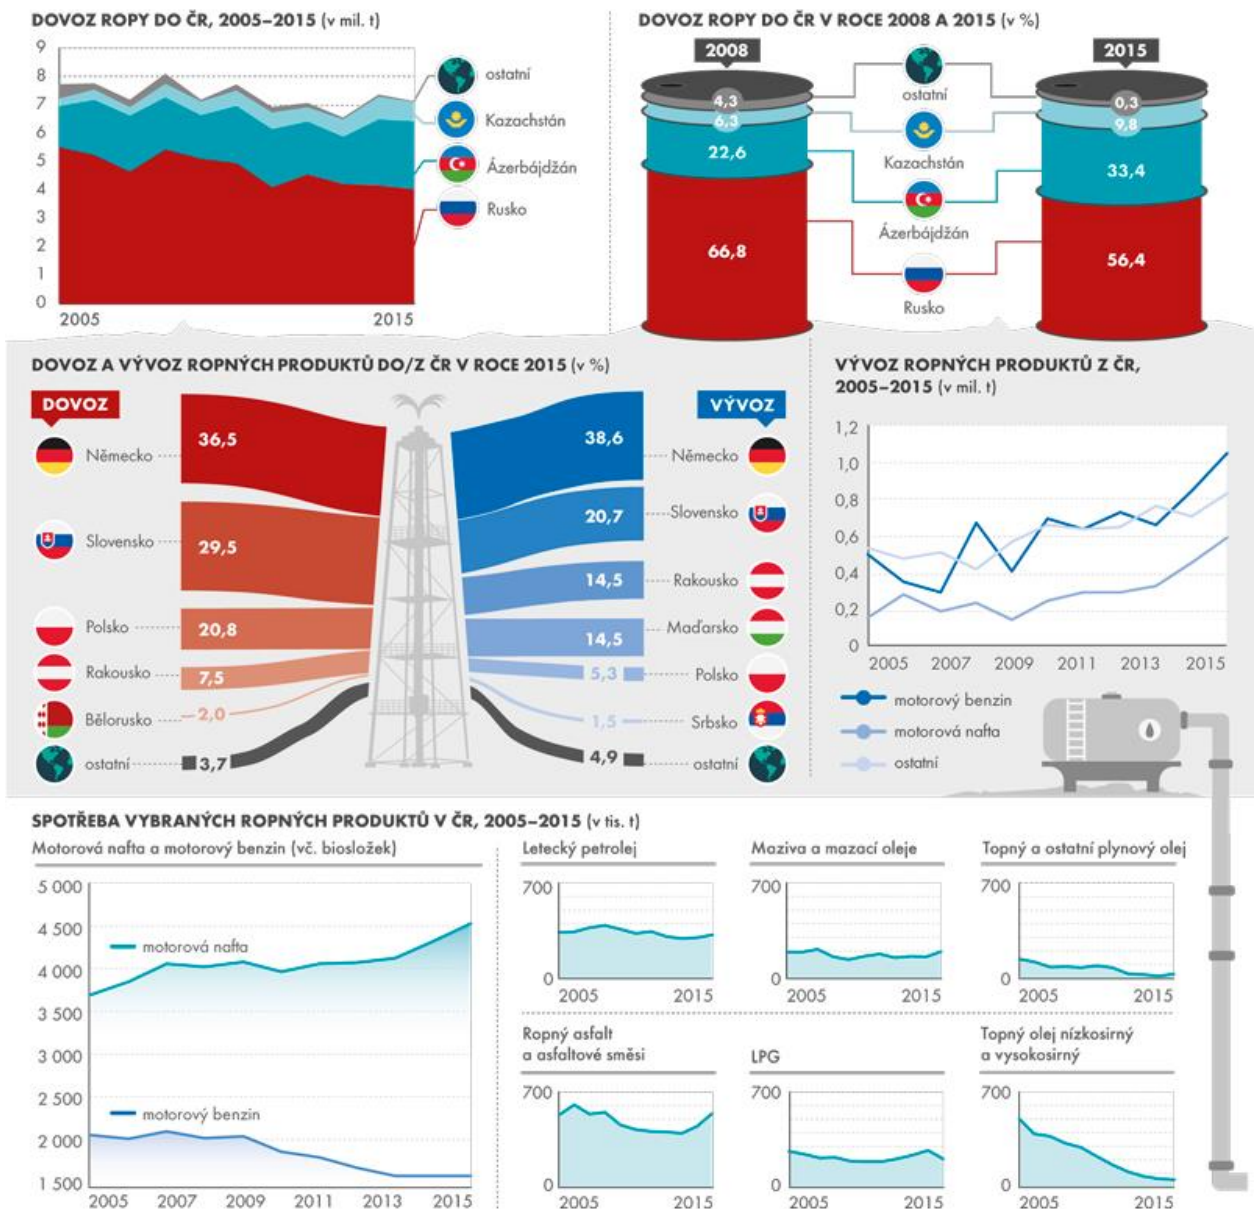 DOVOZ ROPY DO ČR, 2005–2015 (v mil. t)
9
8
7
6
5
4
3
2
1
0
2005
2015
ostatní
Kazachstán
Ázerbájdžán
Rusko
DOVOZ ROPY DO ČR V ROCE 2008 A 2015 (v %)
2008
2015
4,3
6,3
22,6
66,8
ostatní
Kazachstán
Ázerbájdžán
Rusko
0,3
9,8
33,4
56,4
DOVOZ A VÝVOZ ROPNÝCH PRODUKTŮ DO/Z ČR V ROCE 2015 (v %)
DOVOZ
Německo
36,5
Slovensko
29,5
Polsko
20,8
Rakousko
7,5
Bělorusko
2,0
ostatní
3,7
VÝVOZ
38,6
Německo
20,7
Slovensko
14,5
Rakousko
14,5
Maďarsko
5,3
Polsko
1,5
Srbsko
4,9
ostatní
VÝVOZ ROPNÝCH PRODUKTŮ Z ČR,
2005–2015 (v mil. t)
1,2
1,0
0,8
0,6
0,4
0,2
0
2005 2007 2009 2011 2013 2015
motorový benzin
motorová nafta
ostatní
SPOTŘEBA VYBRANÝCH ROPNÝCH PRODUKTŮ V ČR, 2005–2015 (v tis. t)
Motorová nafta a motorový benzin (vč. biosložek)
5 000
4 500
4 000
3 500
3 000
2 500
2 000
1 500
motorová nafta
motorový benzin
2005 2007 2009 2011 2013 2015
Letecký petrolej
700
0
2005 2015
Maziva a mazací oleje
700
0
2005 2015
Topný a ostatní plynový olej
700
0
2005 2015
Ropný asfalt
a asfaltové směsi
700
0
2005 2015
LPG
700
0
2005 2015
Topný olej nízkosirný
a vysokosirný
700
0
2005 2015